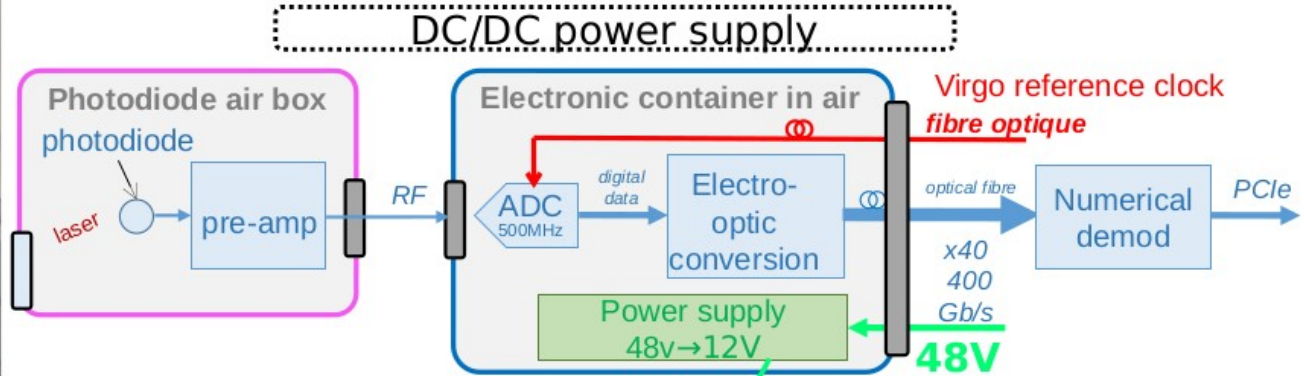 DC/DC power supply
Photodiode air box
photodiode
laser
pre-amp
RF
Electronic container in air
ADC
500MHz
digital
data
Electro-
optic
conversion
Power supply
48v→12V
Virgo reference clock
fibre optique
optical fibre
x40
400
Gb/s
48V
Numerical
demod
PCIe